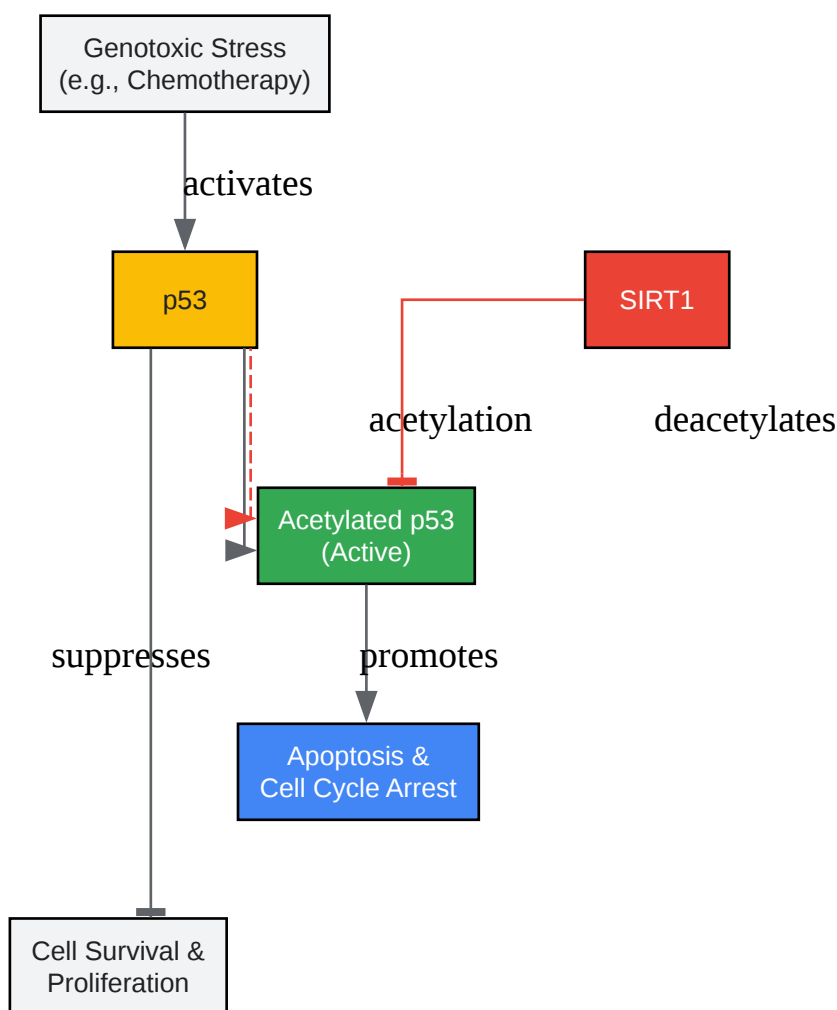 Genotoxic Stress
(e.g., Chemotherapy)
activates
p53
SIRT1
acetylation
deacetylates
Acetylated p53
(Active)
suppresses
promotes
Apoptosis &
Cell Cycle Arrest
Cell Survival &
Proliferation